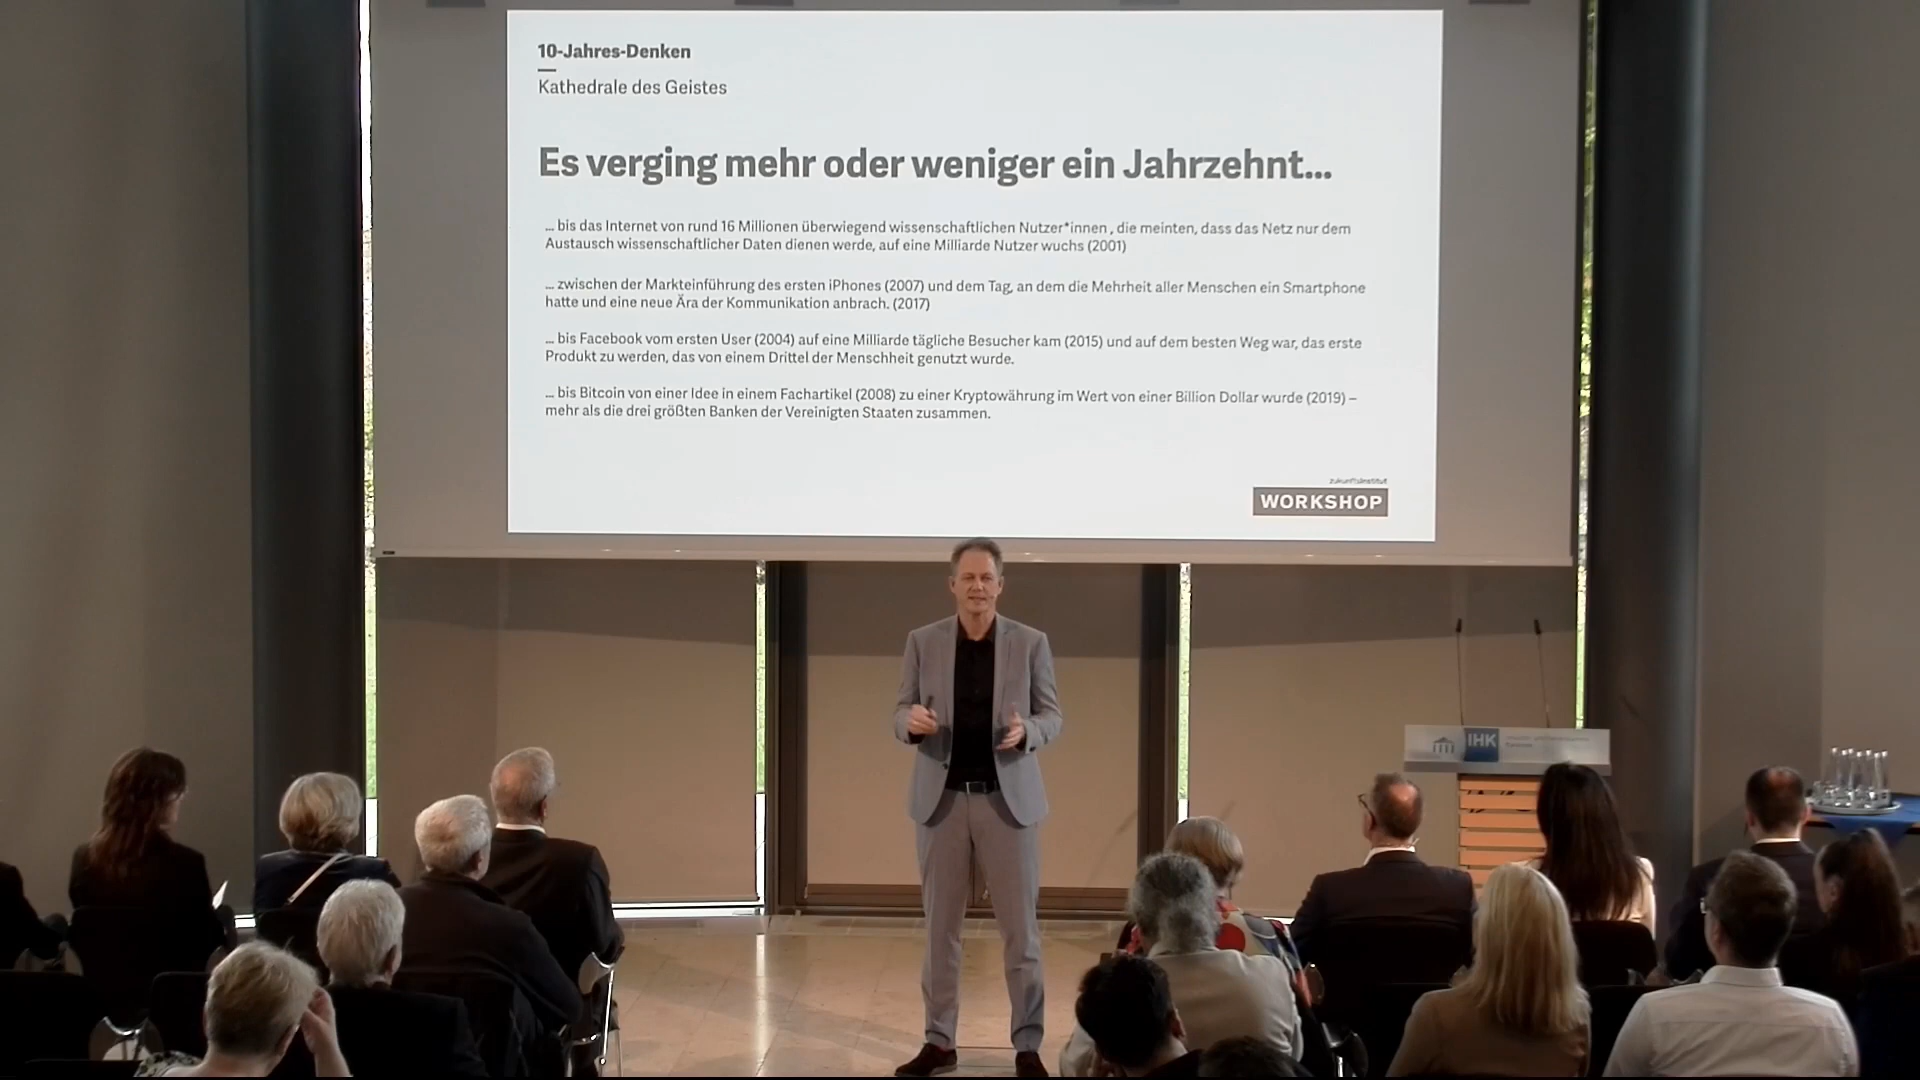 10-Jahres-Denken
Kathedrale des Geistes
Es verging mehr oder weniger ein Jahrzehnt...
... bis das Internet von rund 16 Millionen überwiegend wissenschaftlichen Nutzer*innen , die meinten, dass das Netz nur dem
Austausch wissenschaftlicher Daten dienen werde, auf eine Milliarde Nutzer wuchs (2001)
... zwischen der Markteinführung des ersten iPhones (2007) und dem Tag, an dem die Mehrheit aller Menschen ein Smartphone
hatte und eine neue Ära der Kommunikation anbrach. (2017)
... bis Facebook vom ersten User (2004) auf eine Milliarde tägliche Besucher kam (2015) und auf dem besten Weg war, das erste
Produkt zu werden, das von einem Drittel der Menschheit genutzt wurde.
... bis Bitcoin von einer Idee in einem Fachartikel (2008) zu einer Kryptowährung im Wert von einer Billion Dollar wurde (2019) –
mehr als die drei größten Banken der Vereinigten Staaten zusammen.
zukunftsInstitut
WORKSHOP
IHK